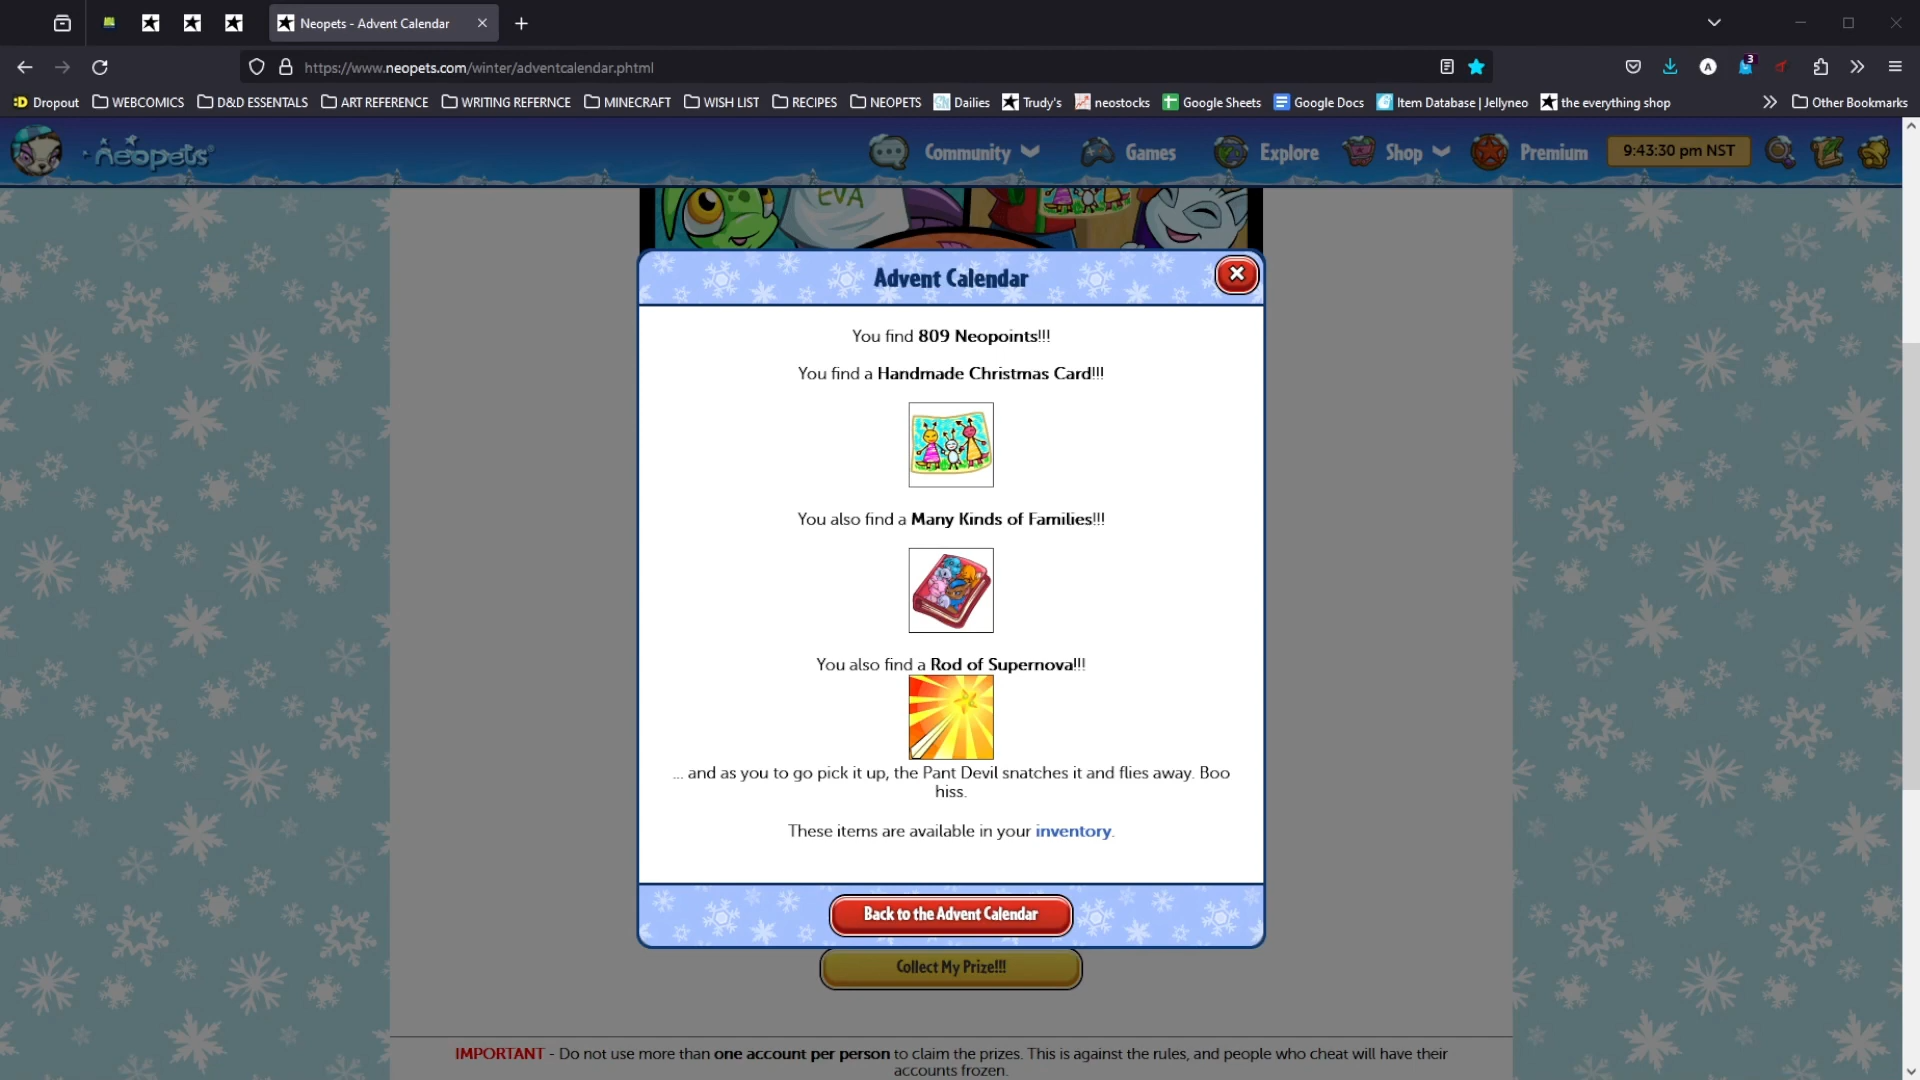 Neopets - Advent Calendar
https://www.neopets.com/winter/adventcalendar.phtml
A
3
Dropout
WEBCOMICS
D&D ESSENTALS
ART REFERENCE
WRITING REFERNCE
MINECRAFT
WISH LIST
RECIPES
NEOPETS
Dailies
Trudy's
neostocks
Google Sheets
Google Docs
Item Database | Jellyneo
the everything shop
Other Bookmarks
neopets
Community
Games
Explore
Shop
Premium
9:43:30 pm NST
EVA
Advent Calendar
You find 809 Neopoints!!!
You find a Handmade Christmas Card!!!
You also find a Many Kinds of Families!!!
You also find a Rod of Supernova!!!
... and as you to go pick it up, the Pant Devil snatches it and flies away. Boo
hiss.
These items are available in your inventory.
Back to the Advent Calendar
Collect My Prize!!!
IMPORTANT - Do not use more than one account per person to claim the prizes. This is against the rules, and people who cheat will have their
accounts frozen.